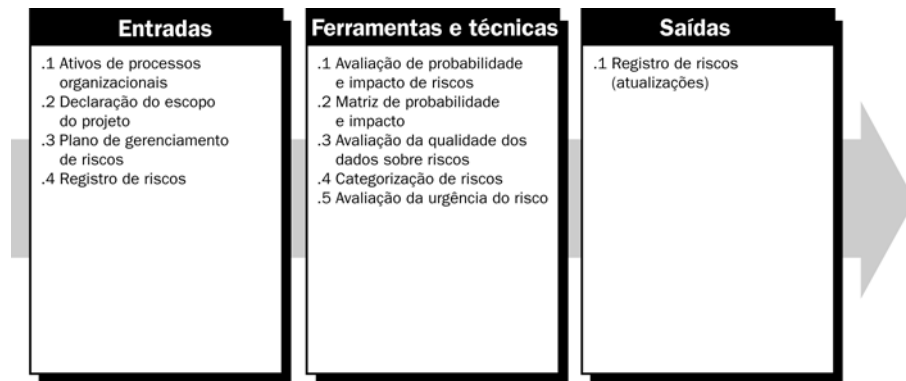 Entradas
.1 Ativos de processos
organizacionais
.2 Declaração do escopo
do projeto
.3 Plano de gerenciamento
de riscos
.4 Registro de riscos
Ferramentas e técnicas
.1 Avaliação de probabilidade
e impacto de riscos
.2 Matriz de probabilidade
e impacto
.3 Avaliação da qualidade dos
dados sobre riscos
.4 Categorização de riscos
.5 Avaliação da urgência do risco
Saídas
.1 Registro de riscos
(atualizações)